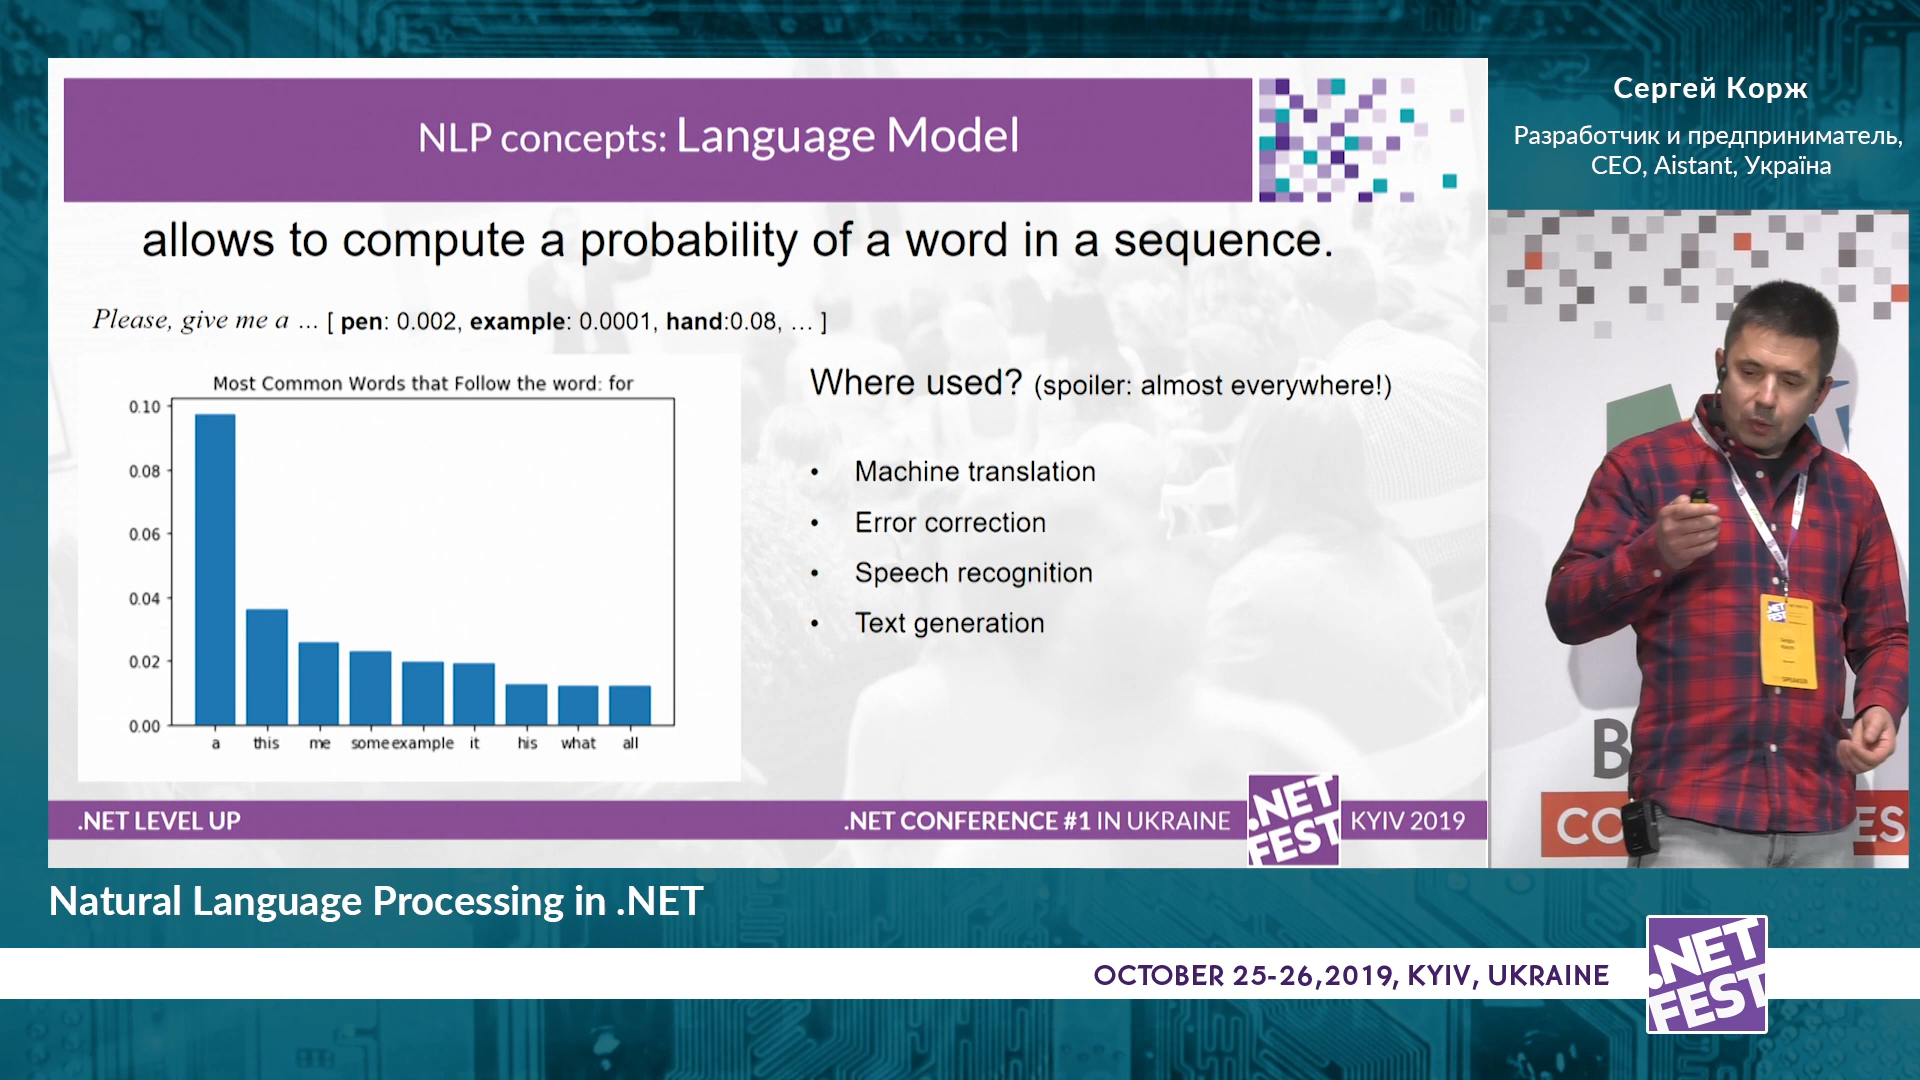 NLP concepts: Language Model
allows to compute a probability of a word in a sequence.
Please, give me a ... [ pen: 0.002, example: 0.0001, hand:0.08, ... ]
Most Common Words that Follow the word: for
0.10
0.08
0.06
0.04
0.02
0.00
a this me some example it his what all
Where used? (spoiler: almost everywhere!)
• Machine translation
• Error correction
• Speech recognition
• Text generation
.NET LEVEL UP
.NET CONFERENCE #1 IN UKRAINE
.NET
FEST
KYIV 2019
Сергей Корж
Разработчик и предприниматель,
CEO, Aistant, Україна
.NET
FEST
SPEAKER
B
CO
ES
Natural Language Processing in .NET
OCTOBER 25-26,2019, KYIV, UKRAINE
.NET
FEST